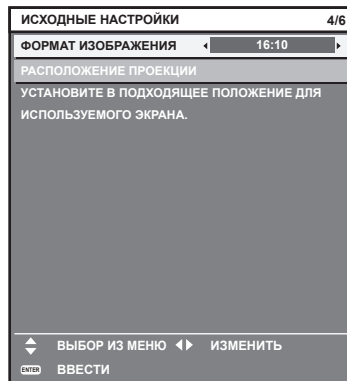 ИСХОДНЫЕ НАСТРОЙКИ 4/6
ФОРМАТ ИЗОБРАЖЕНИЯ 16:10
РАСПОЛОЖЕНИЕ ПРОЕКЦИИ
УСТАНОВИТЕ В ПОДХОДЯЩЕЕ ПОЛОЖЕНИЕ ДЛЯ
ИСПОЛЬЗУЕМОГО ЭКРАНА.
ВЫБОР ИЗ МЕНЮ ИЗМЕНИТЬ
ENTER ВВЕСТИ